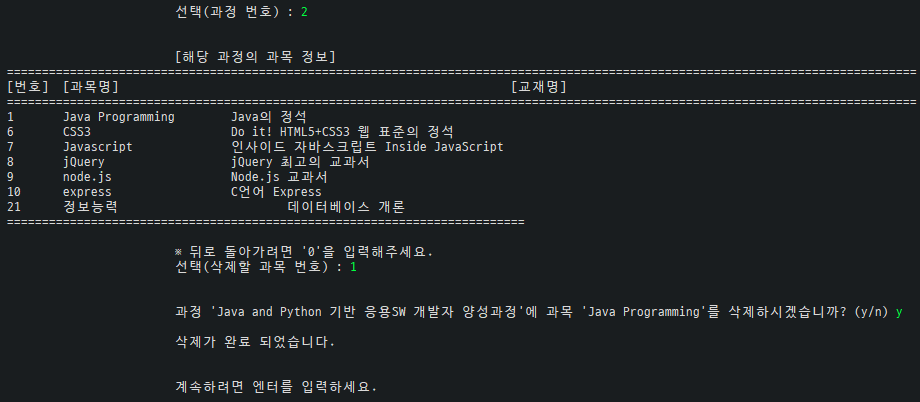 선택(과정 번호) : 2
[해당 과정의 과목 정보]
==================================================================================================================================
[번호] [과목명] [교재명]
==================================================================================================================================
1 Java Programming Java의 정석
6 CSS3 Do it! HTML5+CSS3 웹 표준의 정석
7 Javascript 인사이드 자바스크립트 Inside JavaScript
8 jQuery jQuery 최고의 교과서
9 node.js Node.js 교과서
10 express C언어 Express
21 정보능력 데이터베이스 개론
==========================================================================
※ 뒤로 돌아가려면 '0'을 입력해주세요.
선택(삭제할 과목 번호) : 1
과정 'Java and Python 기반 응용SW 개발자 양성과정'에 과목 'Java Programming'를 삭제하시겠습니까? (y/n) y
삭제가 완료 되었습니다.
계속하려면 엔터를 입력하세요.